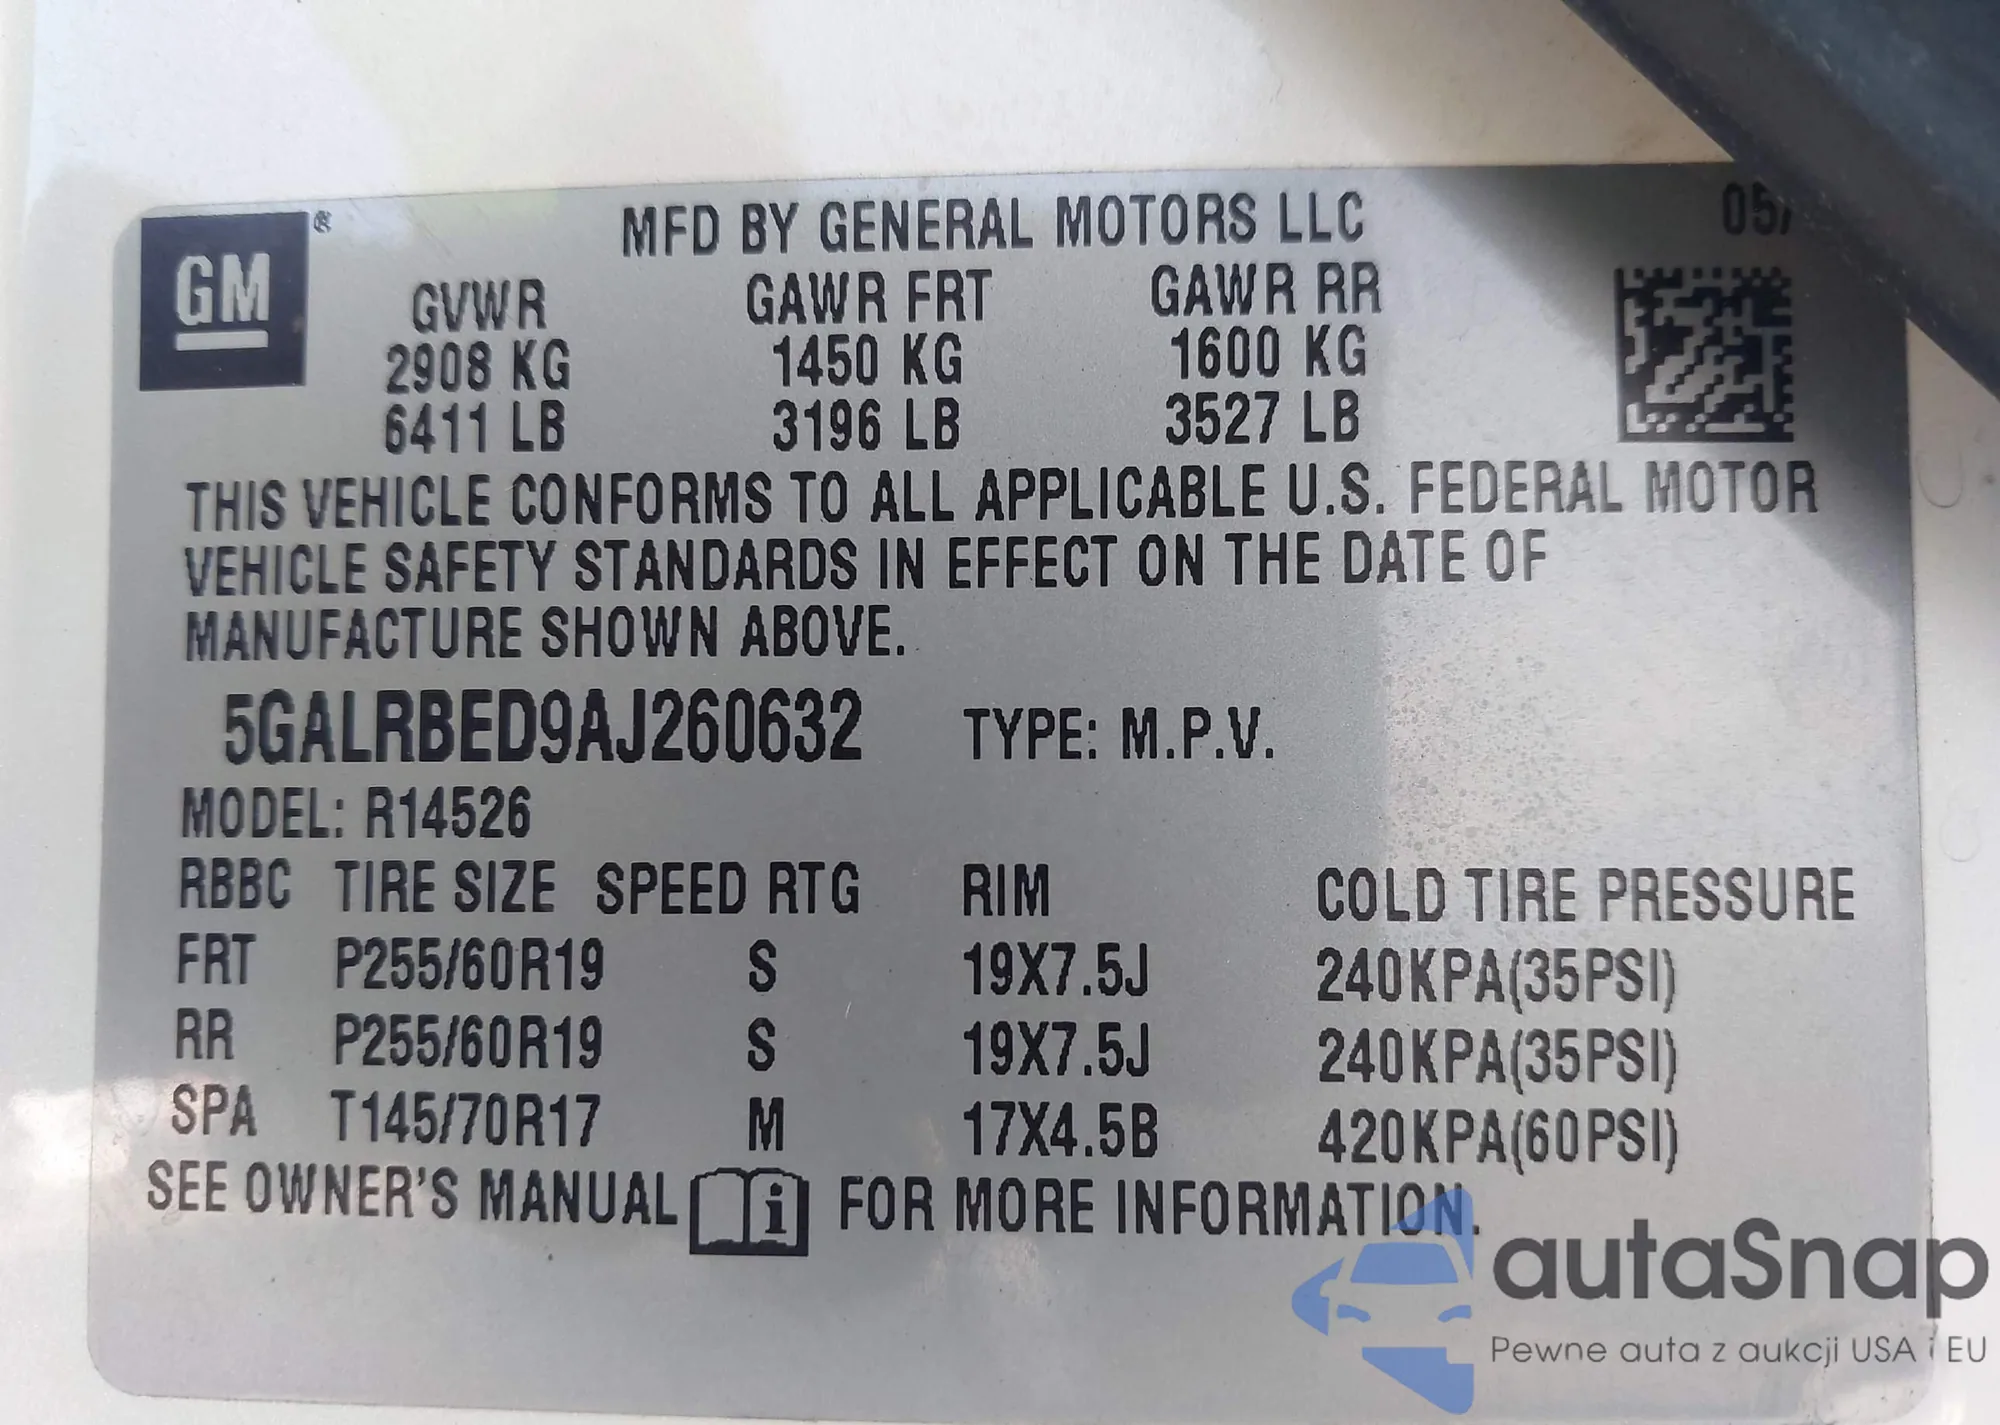 GM ®
MFD BY GENERAL MOTORS LLC 05/
GVWR GAWR FRT GAWR RR
2908 KG 1450 KG 1600 KG
6411 LB 3196 LB 3527 LB
THIS VEHICLE CONFORMS TO ALL APPLICABLE U.S. FEDERAL MOTOR
VEHICLE SAFETY STANDARDS IN EFFECT ON THE DATE OF
MANUFACTURE SHOWN ABOVE.
5GALRBED9AJ260632 TYPE: M.P.V.
MODEL: R14526
RBBC TIRE SIZE SPEED RTG RIM COLD TIRE PRESSURE
FRT P255/60R19 S 19X7.5J 240KPA(35PSI)
RR P255/60R19 S 19X7.5J 240KPA(35PSI)
SPA T145/70R17 M 17X4.5B 420KPA(60PSI)
SEE OWNER'S MANUAL i FOR MORE INFORMATION.
autaSnap
Pewne auta z aukcji USA i EU